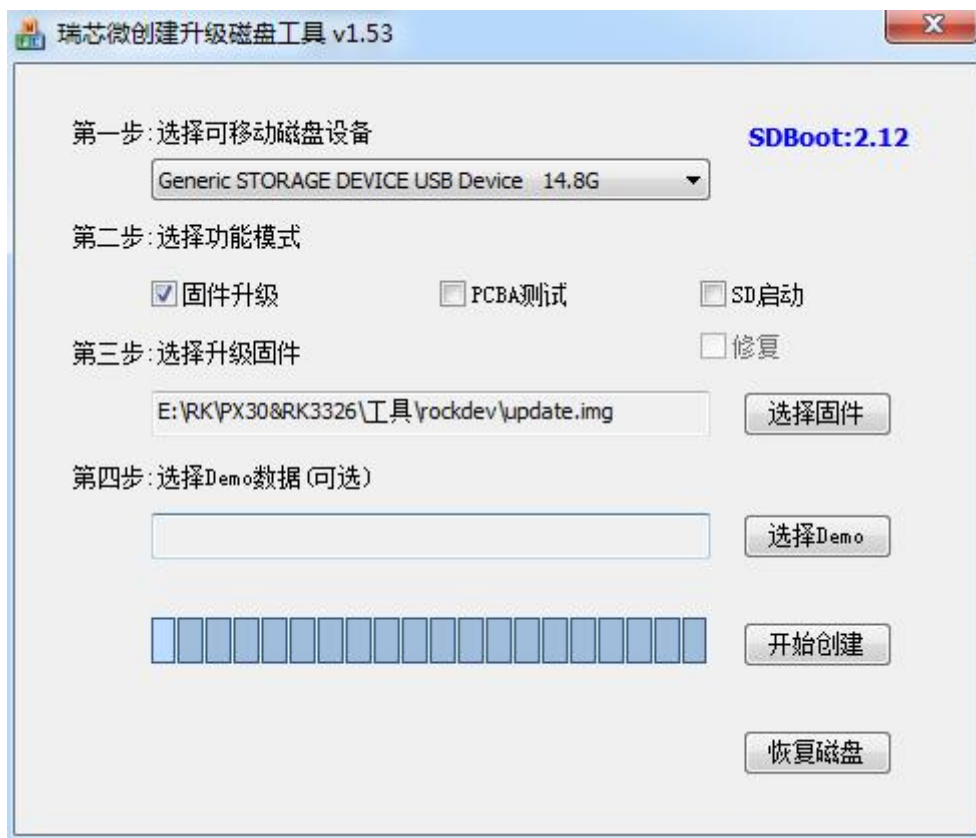 瑞芯微创建升级磁盘工具 v1.53
第一步:选择可移动磁盘设备
SDBoot:2.12
Generic STORAGE DEVICE USB Device 14.8G
第二步:选择功能模式
固件升级 PCBA测试 SD启动
修复
第三步:选择升级固件
E:\RK\PX30&RK3326\工具\rockdev\update.img 选择固件
第四步:选择Demo数据(可选)
选择Demo
开始创建
恢复磁盘